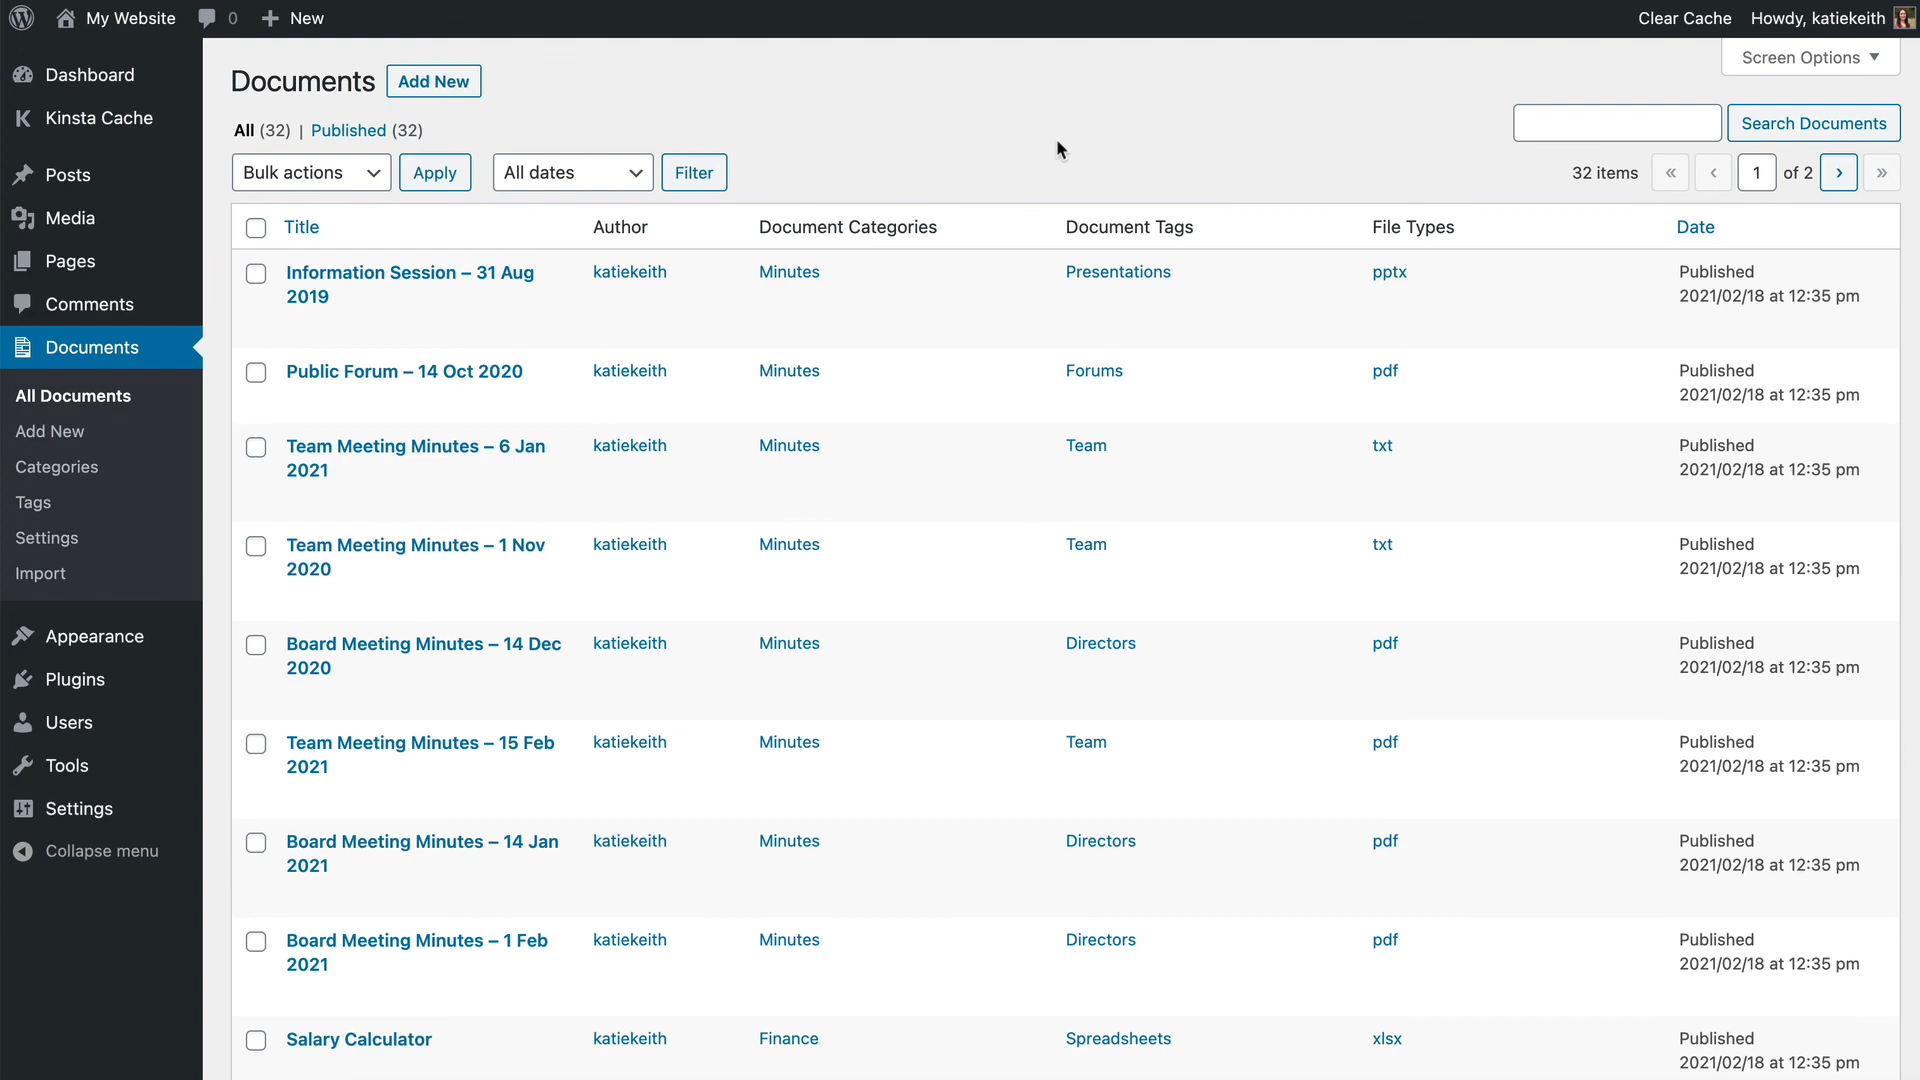 My Website 0 New Clear Cache Howdy, katiekeith
Dashboard
Kinsta Cache
Posts
Media
Pages
Comments
Documents
All Documents
Add New
Categories
Tags
Settings
Import
Appearance
Plugins
Users
Tools
Settings
Collapse menu
Screen Options
Documents Add New
All (32) | Published (32)
Search Documents
Bulk actions Apply All dates Filter 32 items « ‹ 1 of 2 › »
Title Author Document Categories Document Tags File Types Date
Information Session – 31 Aug katiekeith Minutes Presentations pptx Published
2019 2021/02/18 at 12:35 pm
Public Forum – 14 Oct 2020 katiekeith Minutes Forums pdf Published
2021/02/18 at 12:35 pm
Team Meeting Minutes – 6 Jan katiekeith Minutes Team txt Published
2021 2021/02/18 at 12:35 pm
Team Meeting Minutes – 1 Nov katiekeith Minutes Team txt Published
2020 2021/02/18 at 12:35 pm
Board Meeting Minutes – 14 Dec katiekeith Minutes Directors pdf Published
2020 2021/02/18 at 12:35 pm
Team Meeting Minutes – 15 Feb katiekeith Minutes Team pdf Published
2021 2021/02/18 at 12:35 pm
Board Meeting Minutes – 14 Jan katiekeith Minutes Directors pdf Published
2021 2021/02/18 at 12:35 pm
Board Meeting Minutes – 1 Feb katiekeith Minutes Directors pdf Published
2021 2021/02/18 at 12:35 pm
Salary Calculator katiekeith Finance Spreadsheets xlsx Published
2021/02/18 at 12:35 pm